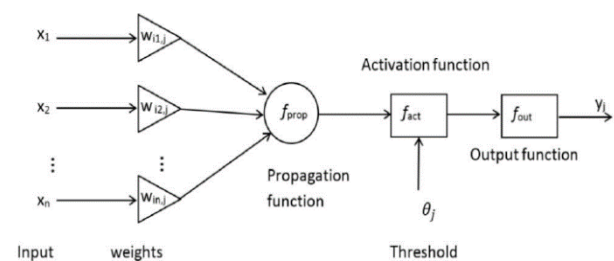 x1 wi1,j
Activation function
x2 wi2,j fprop fact fout yj
Output function
⋮ ⋮
Propagation
function
xn win,j θj
Input weights Threshold